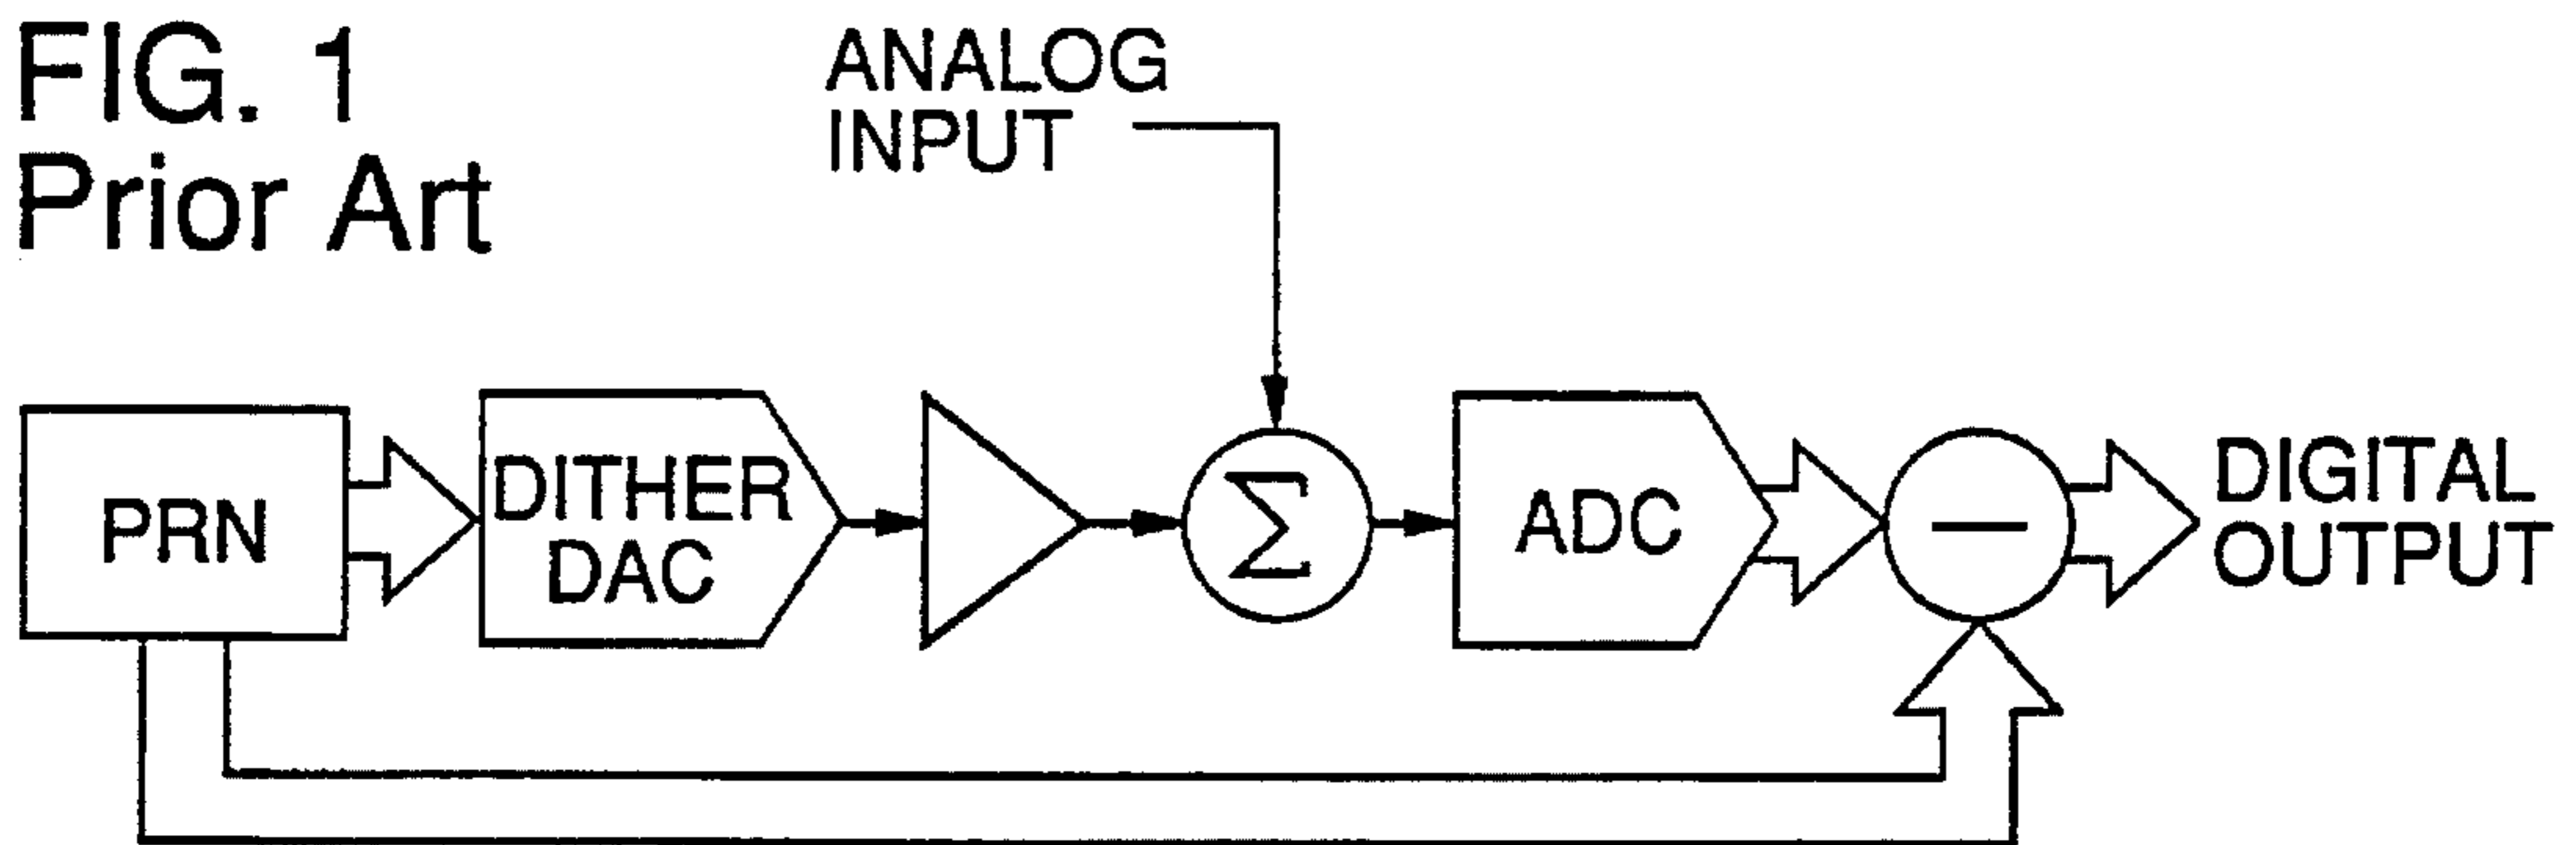 FIG. 1
Prior Art
ANALOG
INPUT
PRN
DITHER
DAC
Σ
ADC
—
DIGITAL
OUTPUT